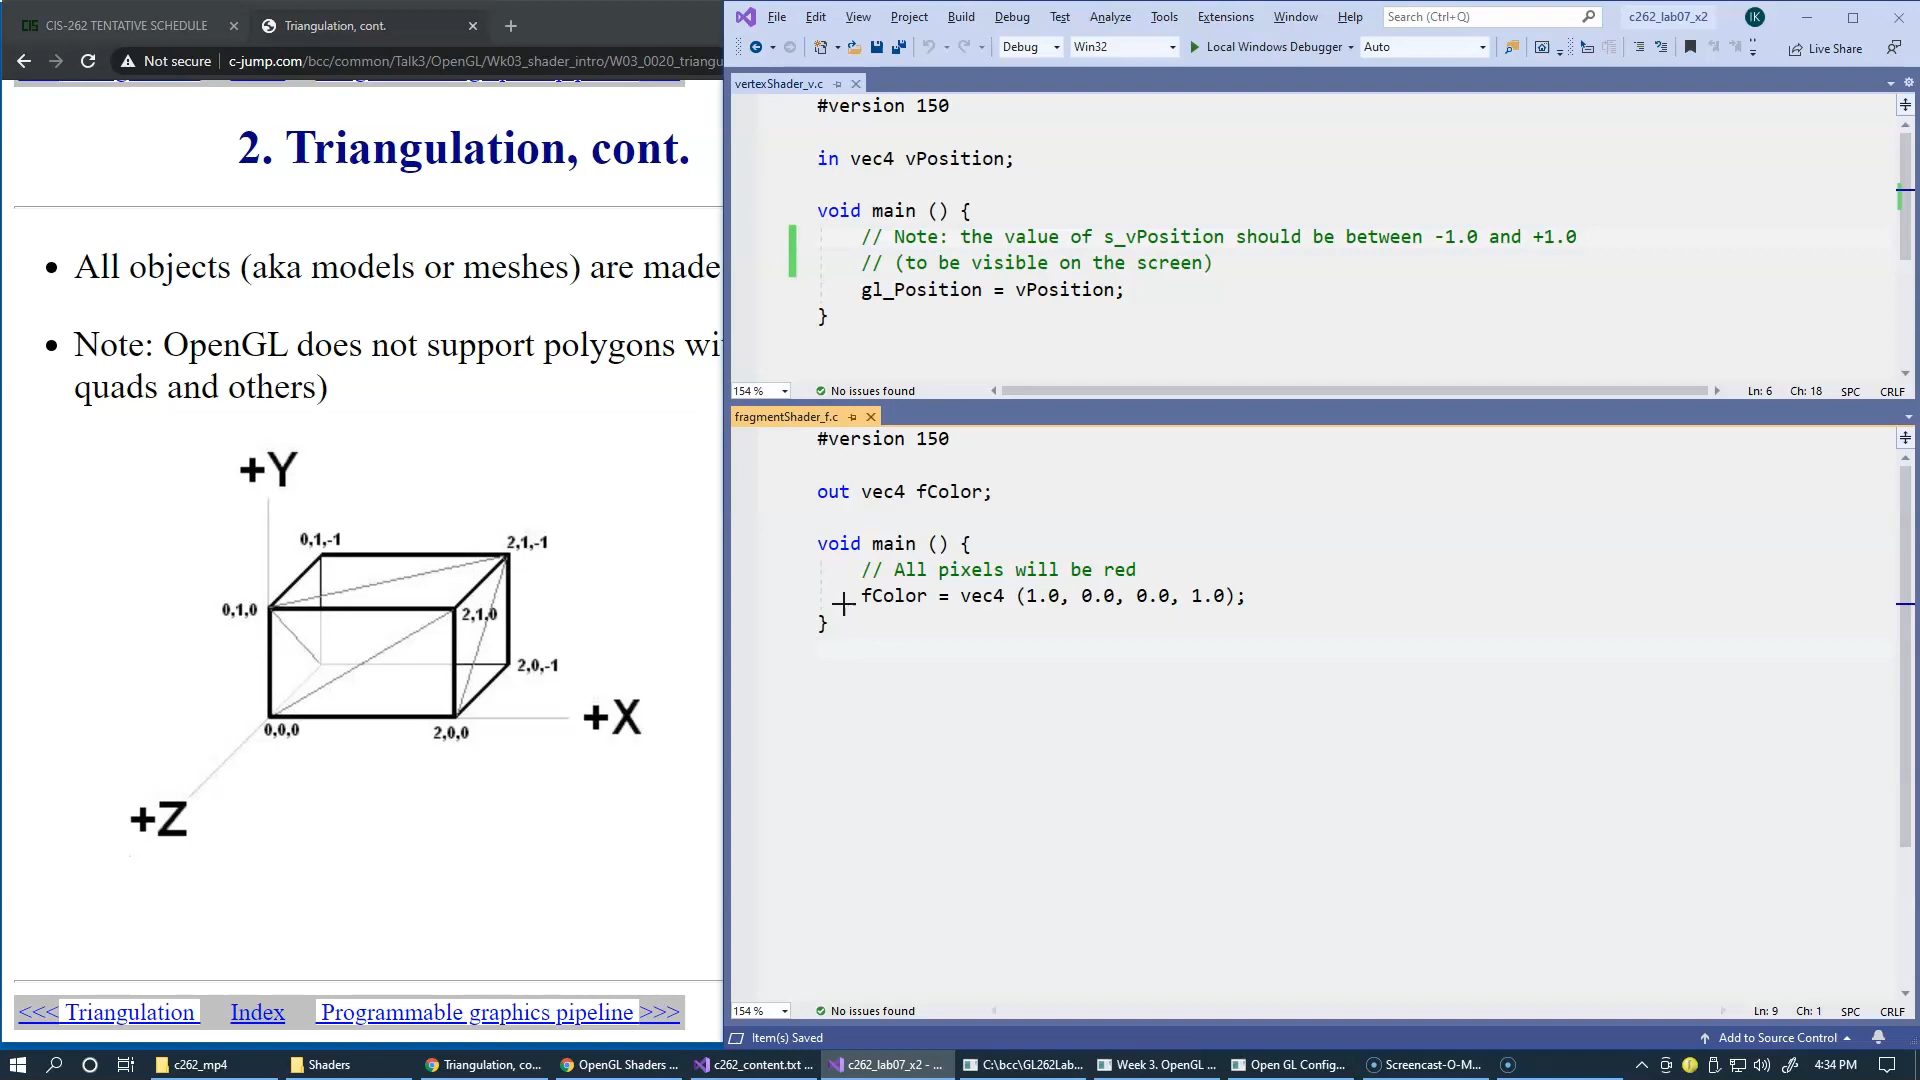 CIS-262 TENTATIVE SCHEDULE
Triangulation, cont.
Not secure
c-jump.com/bcc/common/Talk3/OpenGL/Wk03_shader_intro/W03_0020_triangu
2. Triangulation, cont.
All objects (aka models or meshes) are made
Note: OpenGL does not support polygons wi
quads and others)
+Y
0,1,-1
2,1,-1
0,1,0
2,1,0
2,0,-1
+X
0,0,0
2,0,0
+Z
<<< Triangulation Index Programmable graphics pipeline >>>
File Edit View Project Build Debug Test Analyze Tools Extensions Window Help Search (Ctrl+Q) c262_lab07_x2 IK
Debug Win32 Local Windows Debugger Auto Live Share
vertexShader_v.c
#version 150
in vec4 vPosition;
void main () {
// Note: the value of s_vPosition should be between -1.0 and +1.0
// (to be visible on the screen)
gl_Position = vPosition;
}
154 % No issues found Ln: 6 Ch: 18 SPC CRLF
fragmentShader_f.c
#version 150
out vec4 fColor;
void main () {
// All pixels will be red
fColor = vec4 (1.0, 0.0, 0.0, 1.0);
}
154 % No issues found Ln: 9 Ch: 1 SPC CRLF
Item(s) Saved Add to Source Control
c262_mp4 Shaders Triangulation, co... OpenGL Shaders ... c262_content.txt ... c262_lab07_x2 - ... C:\bcc\GL262Lab... Week 3. OpenGL ... Open GL Config... Screencast-O-M... 4:34 PM